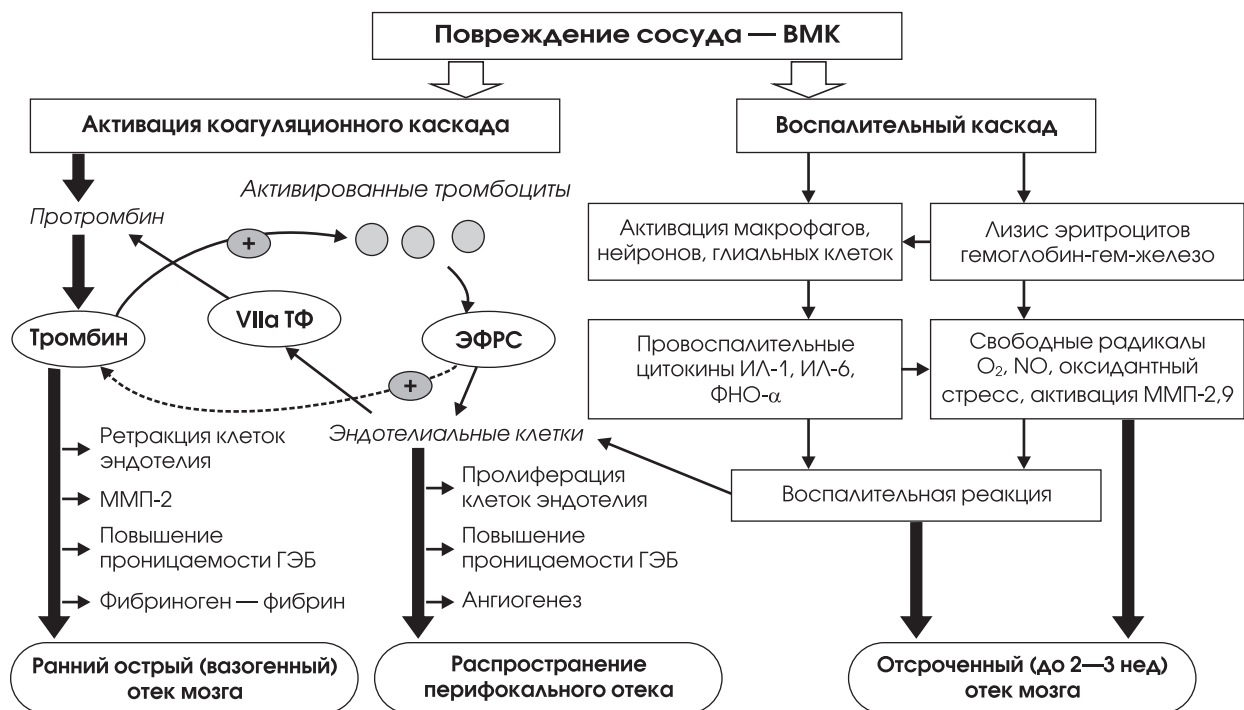 Повреждение сосуда — ВМК
Активация коагуляционного каскада
Воспалительный каскад
Активированные тромбоциты
Протромбин
+
Тромбин
VIIa ТФ
ЭФРС
+
Эндотелиальные клетки
Ретракция клеток
эндотелия
ММП-2
Повышение
проницаемости ГЭБ
Фибриноген — фибрин
Пролиферация
клеток эндотелия
Повышение
проницаемости ГЭБ
Ангиогенез
Активация макрофагов,
нейронов, глиальных клеток
Лизис эритроцитов
гемоглобин-гем-железо
Провоспалительные
цитокины ИЛ-1, ИЛ-6,
ФНО-α
Свободные радикалы
O₂, NO, оксидантный
стресс, активация ММП-2,9
Воспалительная реакция
Ранний острый (вазогенный)
отек мозга
Распространение
перифокального отека
Отсроченный (до 2—3 нед)
отек мозга